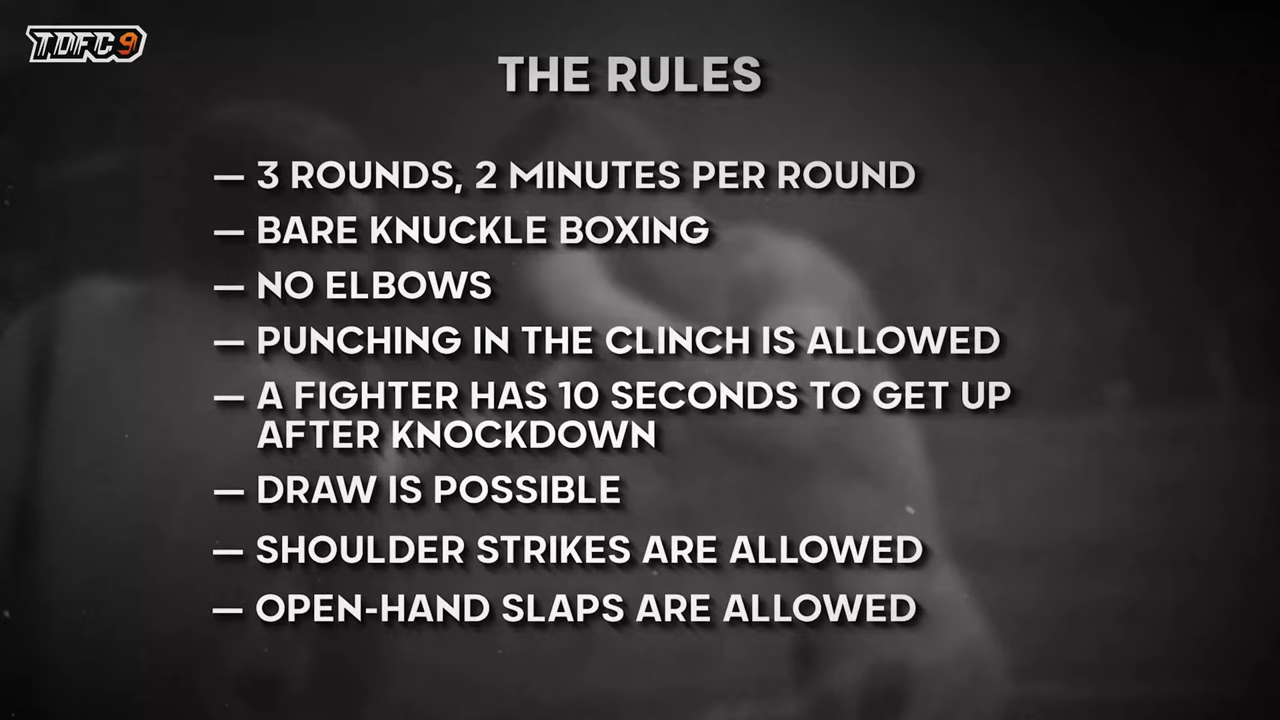 TDFC 9
THE RULES
— 3 ROUNDS, 2 MINUTES PER ROUND
— BARE KNUCKLE BOXING
— NO ELBOWS
— PUNCHING IN THE CLINCH IS ALLOWED
— A FIGHTER HAS 10 SECONDS TO GET UP
AFTER KNOCKDOWN
— DRAW IS POSSIBLE
— SHOULDER STRIKES ARE ALLOWED
— OPEN-HAND SLAPS ARE ALLOWED